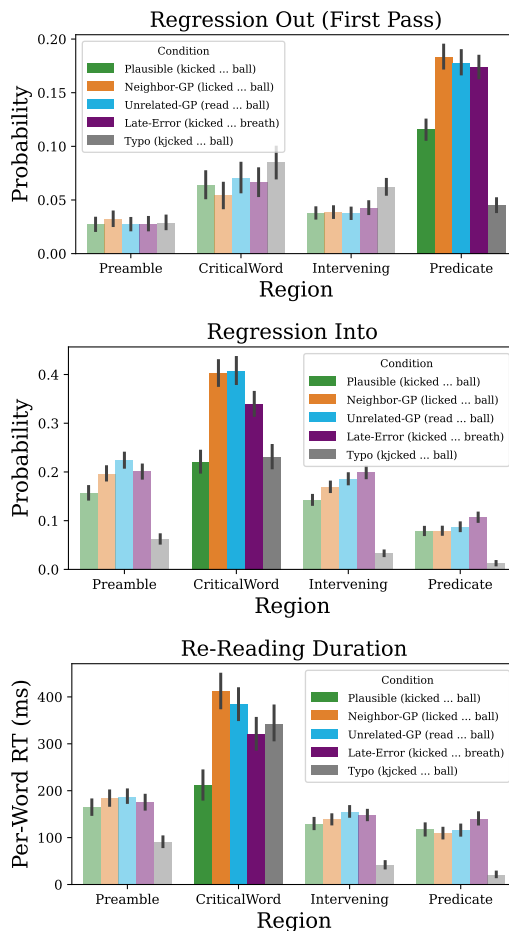 Regression Out (First Pass)
Probability
0.20
0.15
0.10
0.05
0.00
Condition
Plausible (kicked ... ball)
Neighbor-GP (licked ... ball)
Unrelated-GP (read ... ball)
Late-Error (kicked ... breath)
Typo (kjcked ... ball)
Preamble CriticalWord Intervening Predicate
Region
Regression Into
Probability
0.4
0.3
0.2
0.1
0.0
Condition
Plausible (kicked ... ball)
Neighbor-GP (licked ... ball)
Unrelated-GP (read ... ball)
Late-Error (kicked ... breath)
Typo (kjcked ... ball)
Preamble CriticalWord Intervening Predicate
Region
Re-Reading Duration
Per-Word RT (ms)
400
300
200
100
0
Condition
Plausible (kicked ... ball)
Neighbor-GP (licked ... ball)
Unrelated-GP (read ... ball)
Late-Error (kicked ... breath)
Typo (kjcked ... ball)
Preamble CriticalWord Intervening Predicate
Region